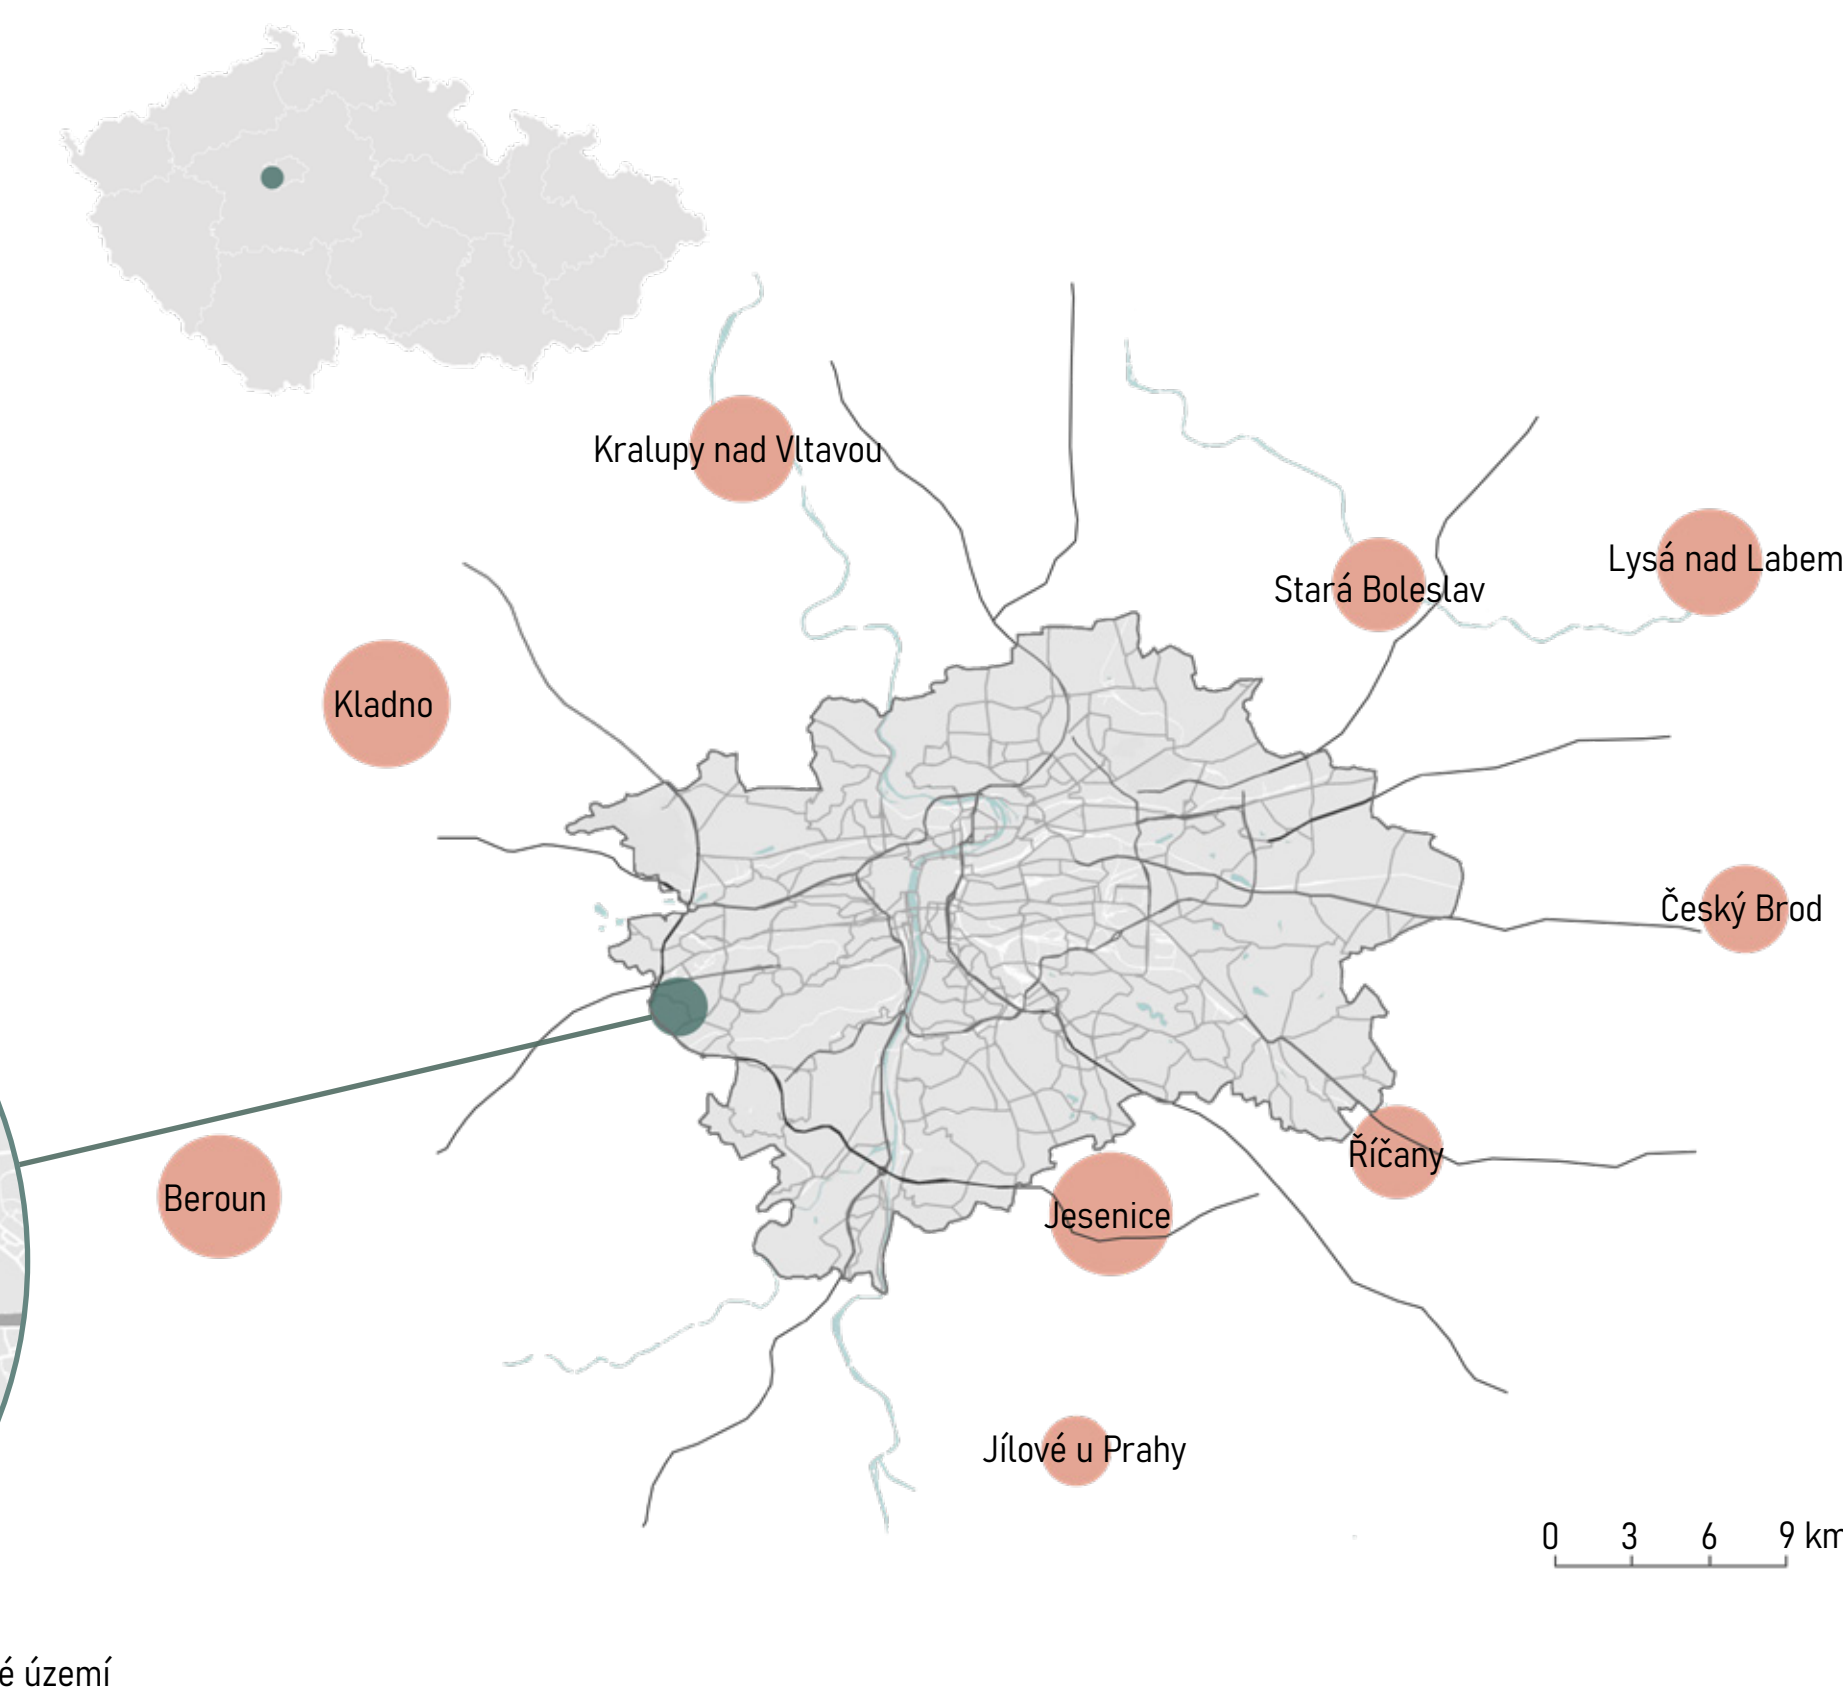 Kralupy nad Vltavou
Lysá nad Labem
Stará Boleslav
Kladno
Český Brod
Říčany
Beroun
Jesenice
Jílové u Prahy
0 3 6 9 km
é území